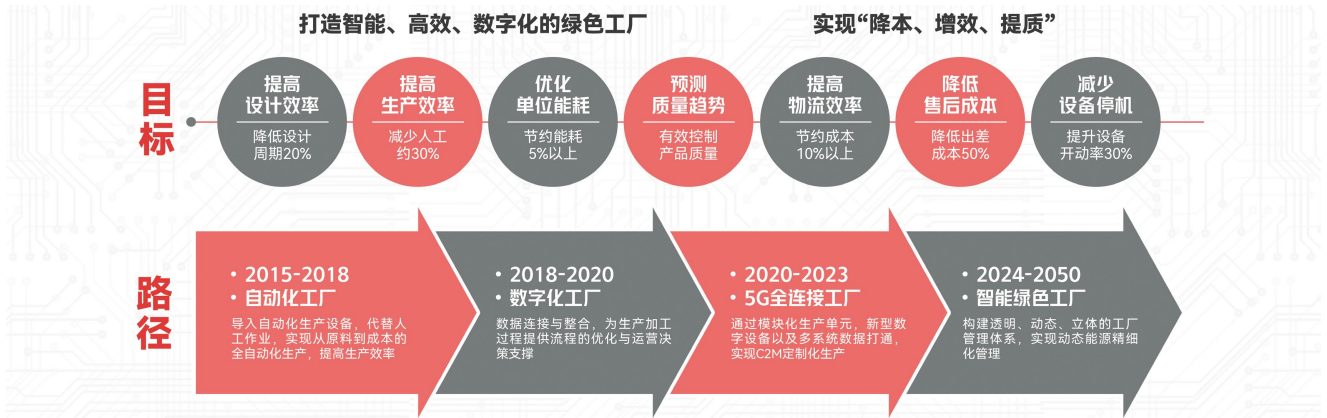 打造智能、高效、数字化的绿色工厂
实现“降本、增效、提质”
目标
提高
设计效率
降低设计
周期20%
提高
生产效率
减少人工
约30%
优化
单位能耗
节约能耗
5%以上
预测
质量趋势
有效控制
产品质量
提高
物流效率
节约成本
10%以上
降低
售后成本
降低出差
成本50%
减少
设备停机
提升设备
开动率30%
路径
• 2015-2018
• 自动化工厂
导入自动化生产设备，代替人
工作业，实现从原料到成本的
全自动化生产，提高生产效率
• 2018-2020
• 数字化工厂
数据连接与整合，为生产加工
过程提供流程的优化与运营决
策支撑
• 2020-2023
• 5G全连接工厂
通过模块化生产单元，新型数
字设备以及多系统数据打通，
实现C2M定制化生产
• 2024-2050
• 智能绿色工厂
构建透明、动态、立体的工厂
管理体系，实现动态能源精细
化管理